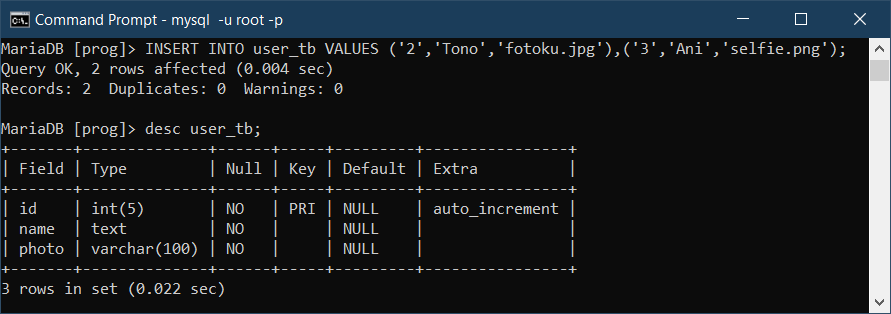 Command Prompt - mysql  -u root -p
MariaDB [prog]> INSERT INTO user_tb VALUES ('2','Tono','fotoku.jpg'),('3','Ani','selfie.png');
Query OK, 2 rows affected (0.004 sec)
Records: 2  Duplicates: 0  Warnings: 0

MariaDB [prog]> desc user_tb;
+-------+--------------+------+-----+---------+----------------+
| Field | Type         | Null | Key | Default | Extra          |
+-------+--------------+------+-----+---------+----------------+
| id    | int(5)       | NO   | PRI | NULL    | auto_increment |
| name  | text         | NO   |     | NULL    |                |
| photo | varchar(100) | NO   |     | NULL    |                |
+-------+--------------+------+-----+---------+----------------+
3 rows in set (0.022 sec)